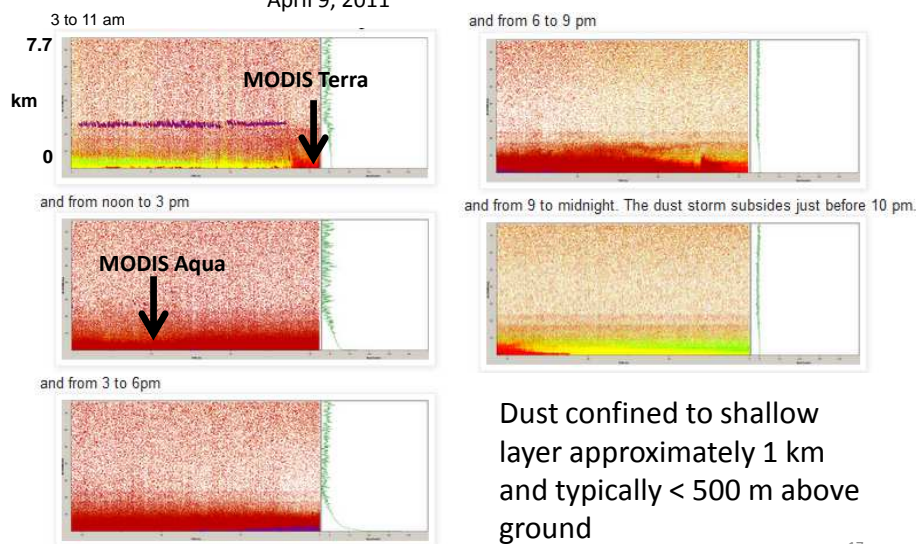 April 9, 2011
3 to 11 am
7.7
km
0
MODIS Terra
and from noon to 3 pm
MODIS Aqua
and from 3 to 6pm
and from 6 to 9 pm
and from 9 to midnight. The dust storm subsides just before 10 pm.
Dust confined to shallow
layer approximately 1 km
and typically < 500 m above
ground
17